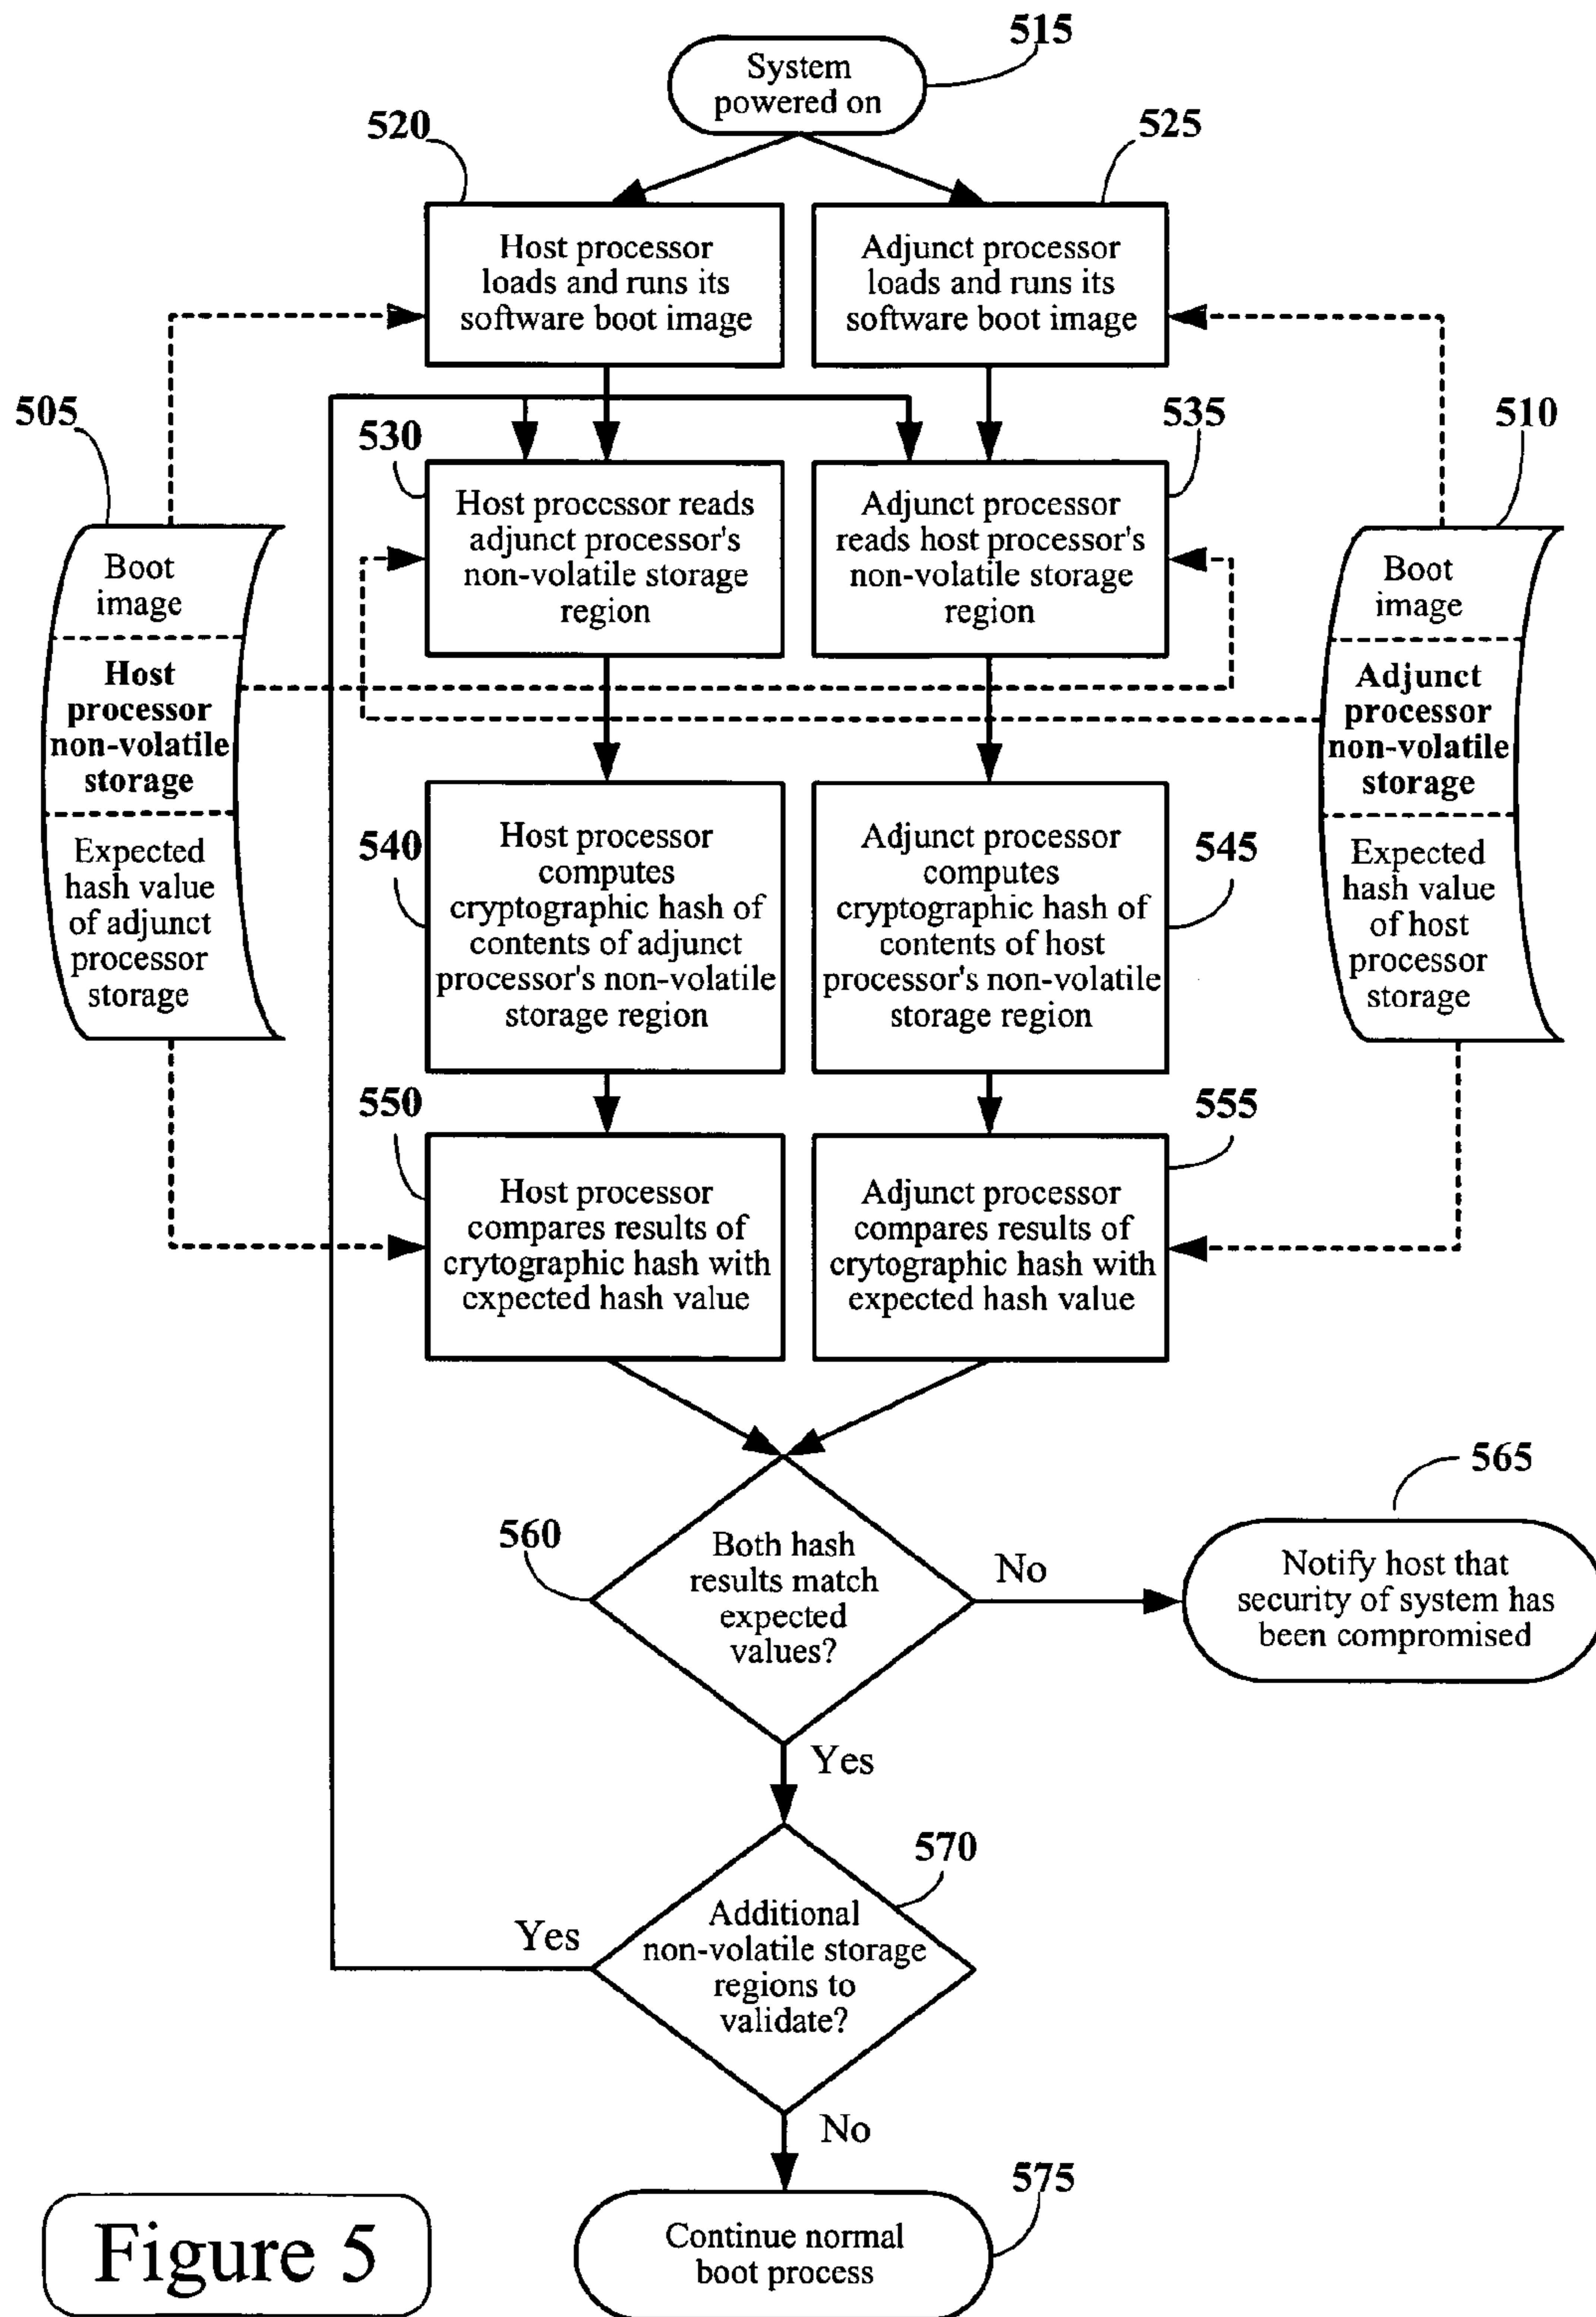 515
System
powered on
520
525
Host processor
loads and runs its
software boot image
Adjunct processor
loads and runs its
software boot image
505
530
535
510
Host processor reads
adjunct processor's
non-volatile storage
region
Adjunct processor
reads host processor's
non-volatile storage
region
Boot
image
Host
processor
non-volatile
storage
Expected
hash value
of adjunct
processor
storage
Boot
image
Adjunct
processor
non-volatile
storage
Expected
hash value
of host
processor
storage
540
Host processor
computes
cryptographic hash of
contents of adjunct
processor's non-volatile
storage region
Adjunct processor
computes
cryptographic hash of
contents of host
processor's non-volatile
storage region
545
550
Host processor
compares results of
crytographic hash with
expected hash value
Adjunct processor
compares results of
crytographic hash with
expected hash value
555
560
Both hash
results match
expected
values?
No
565
Notify host that
security of system has
been compromised
Yes
570
Additional
non-volatile storage
regions to
validate?
Yes
No
575
Continue normal
boot process
Figure 5